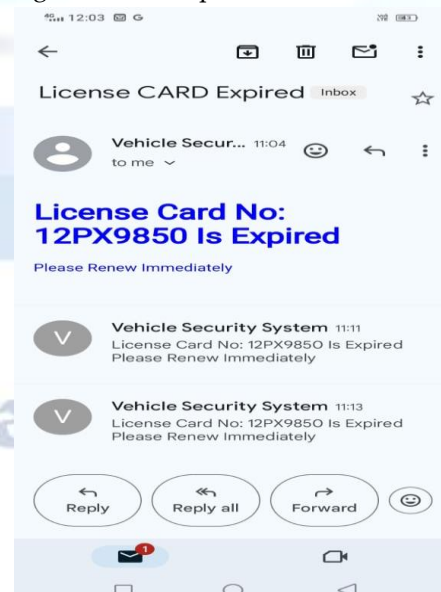 12:03
License CARD Expired Inbox
Vehicle Secur... 11:04
to me
License Card No:
12PX9850 Is Expired
Please Renew Immediately
V
Vehicle Security System 11:11
License Card No: 12PX9850 Is Expired
Please Renew Immediately
V
Vehicle Security System 11:13
License Card No: 12PX9850 Is Expired
Please Renew Immediately
Reply
Reply all
Forward
1